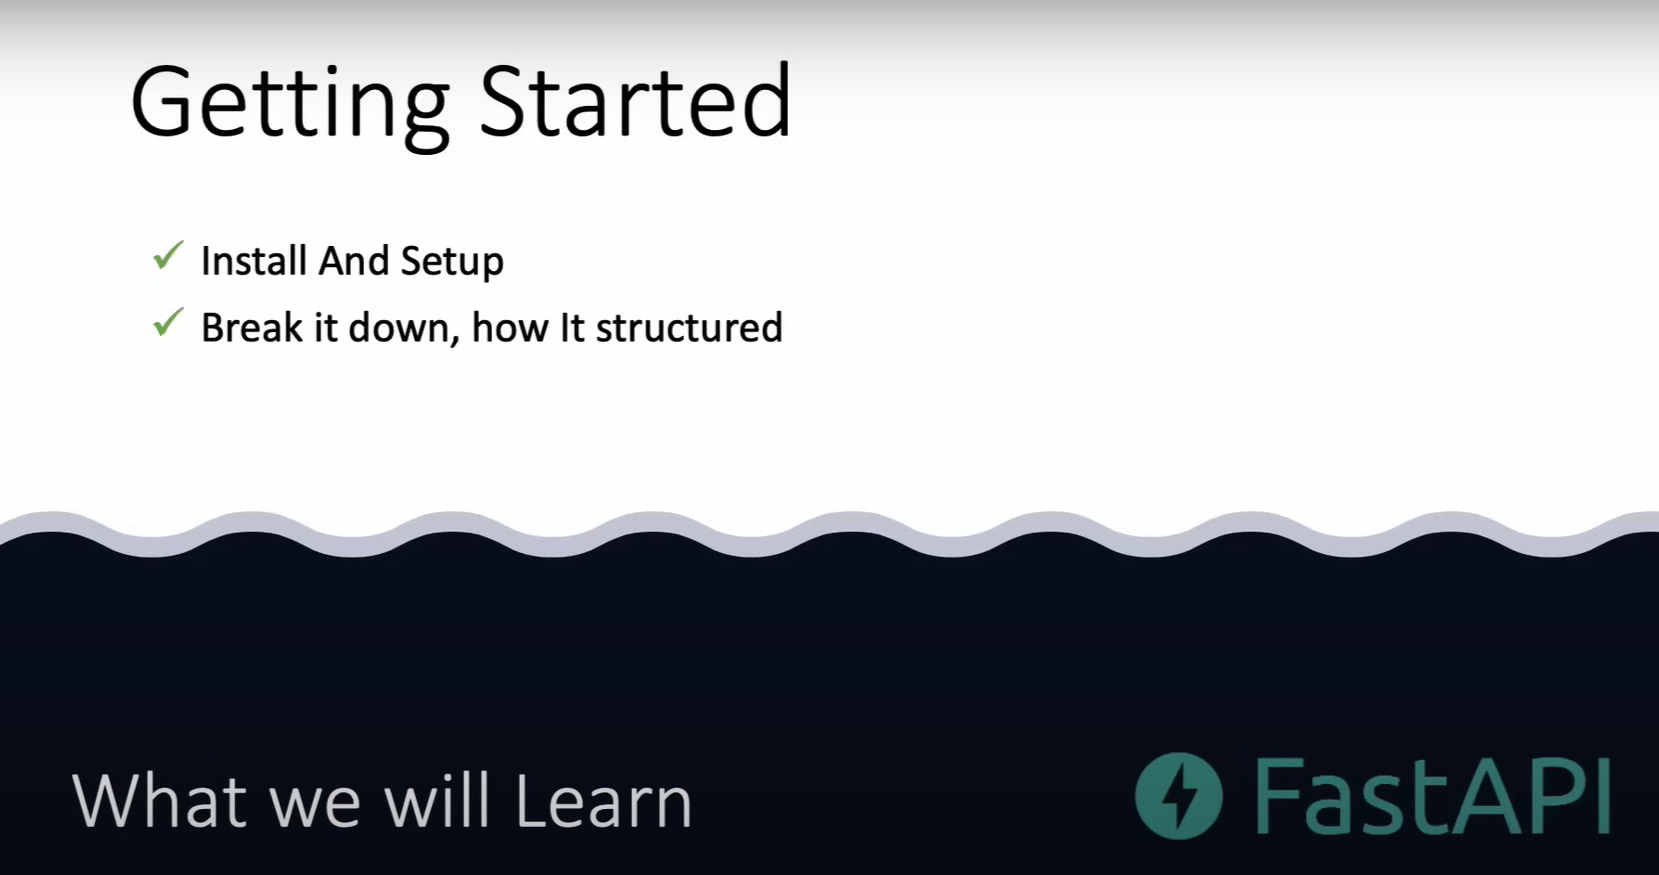 Getting Started
Install And Setup
Break it down, how It structured
What we will Learn
FastAPI